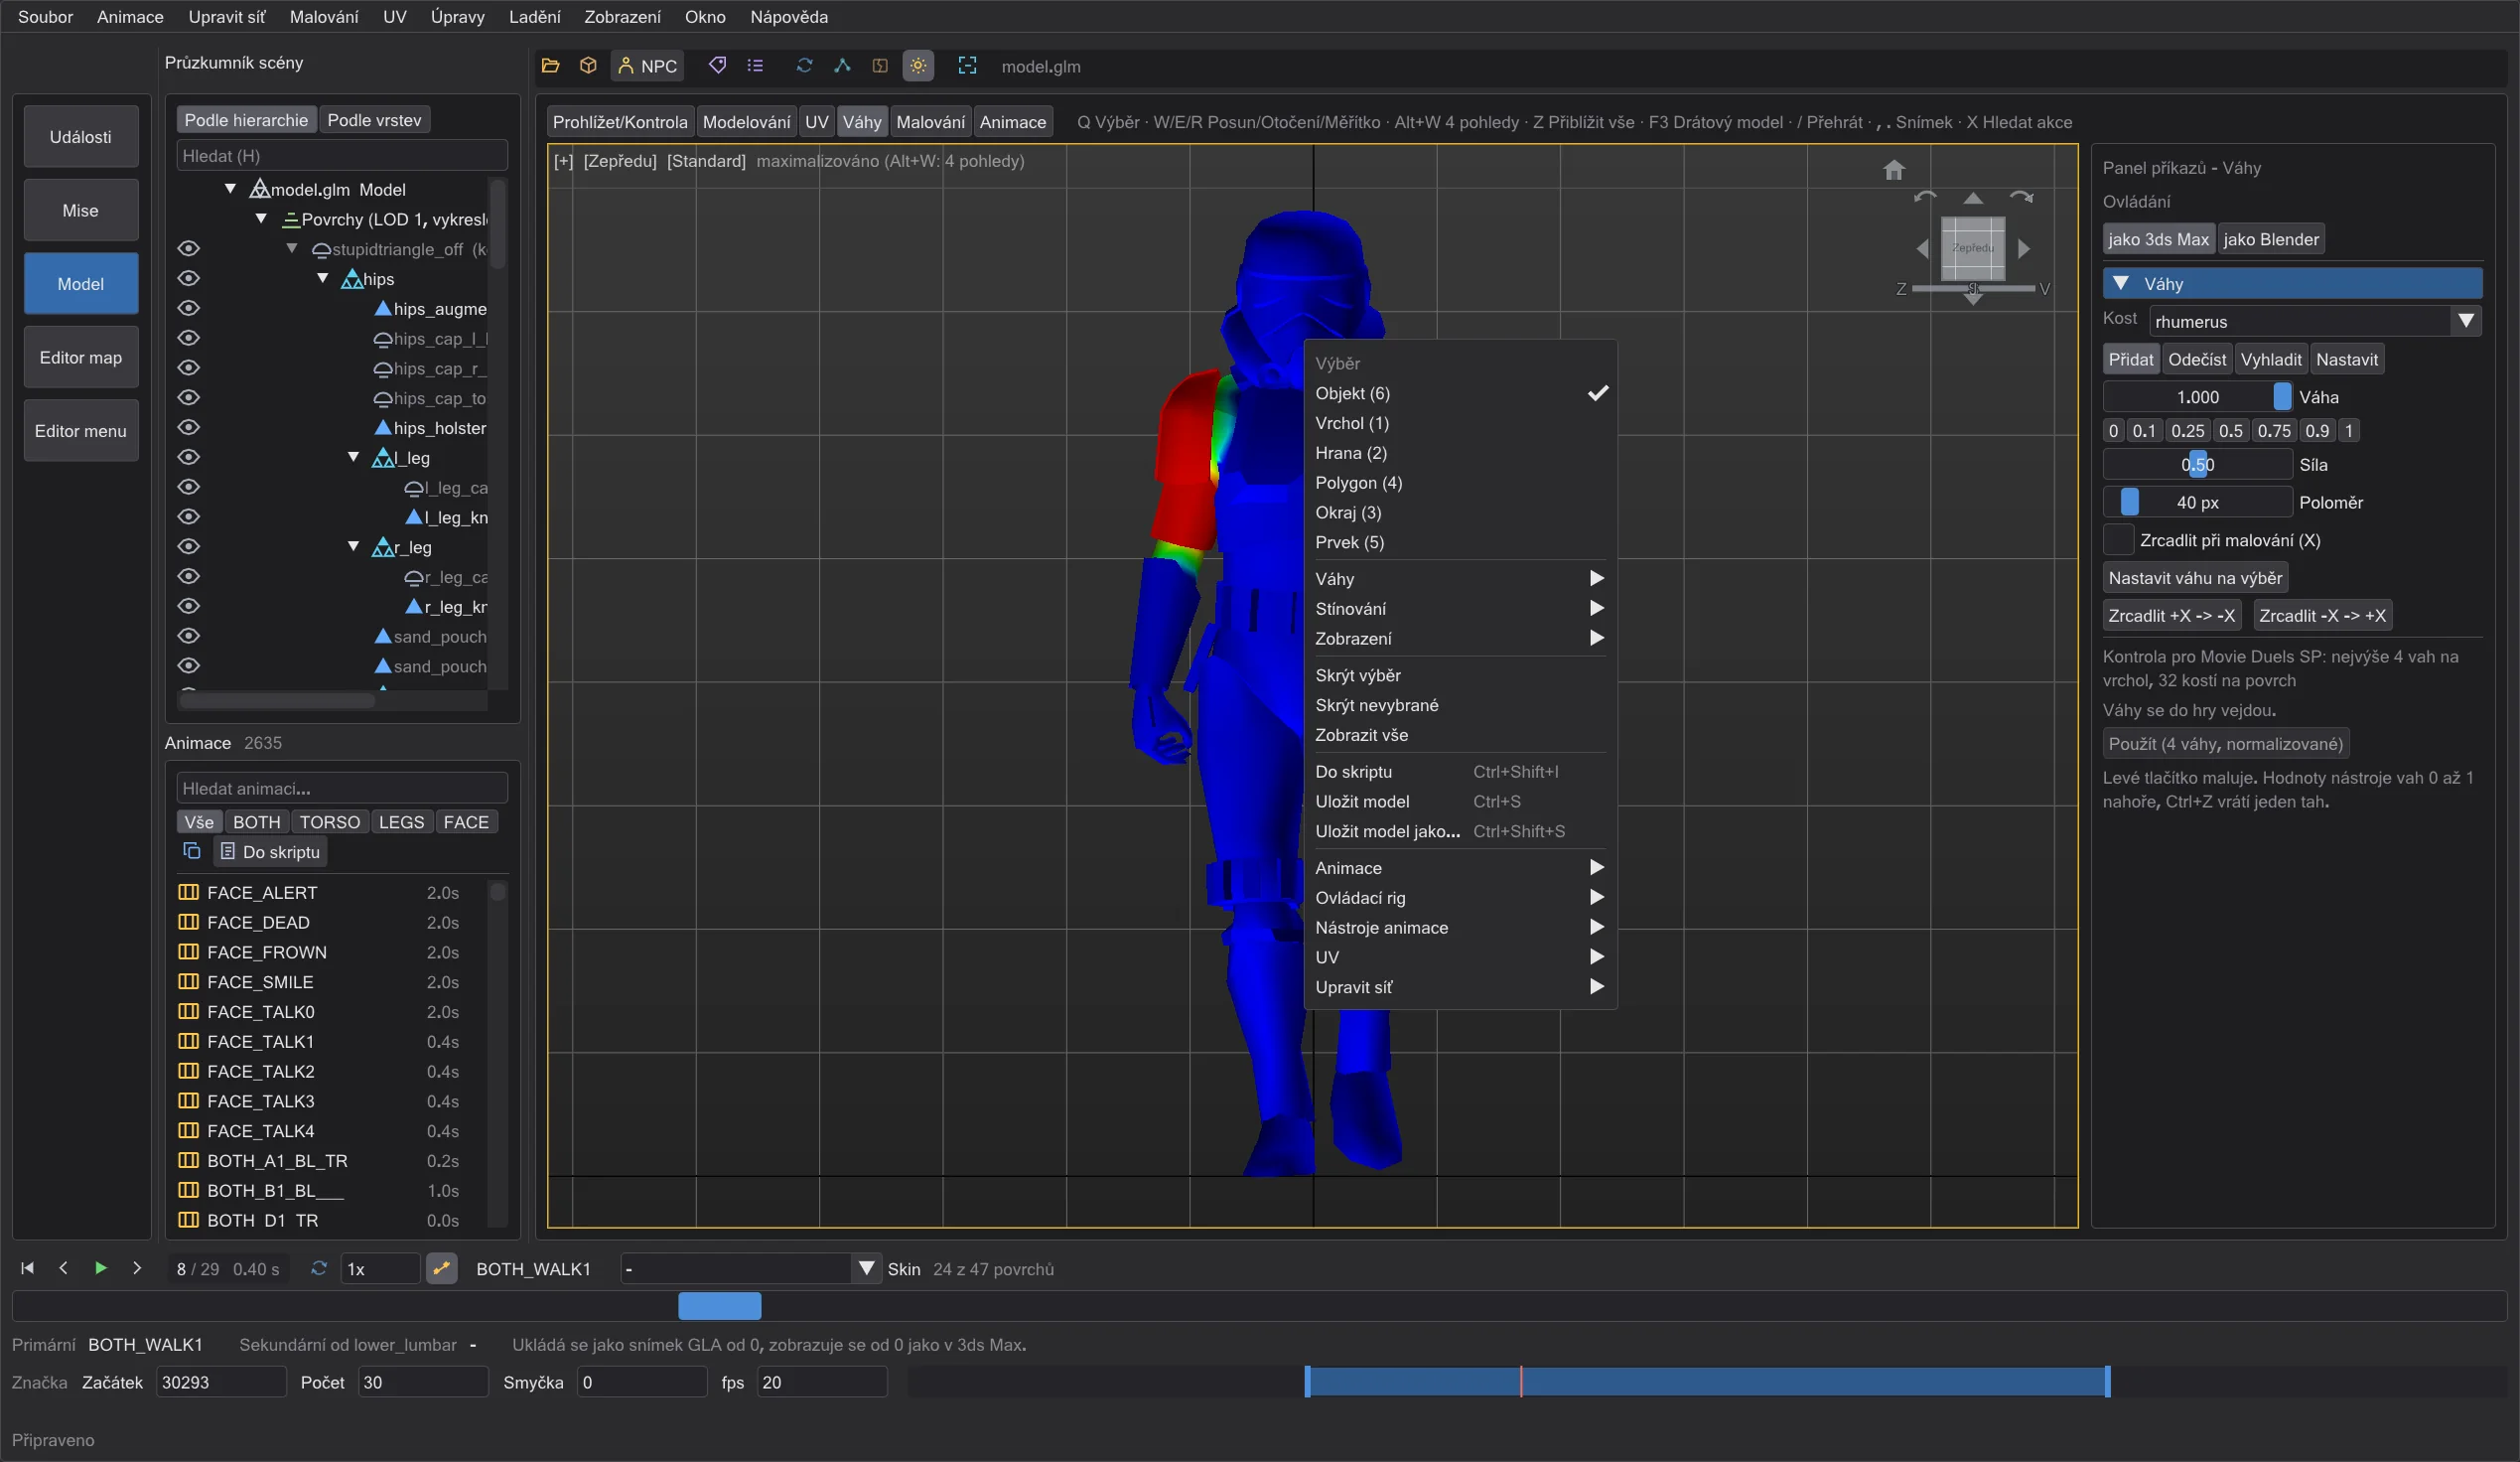 Soubor Animace Upravit síť Malování UV Úpravy Ladění Zobrazení Okno Nápověda
Průzkumník scény
NPC model.glm
Události
Mise
Model
Editor map
Editor menu
Podle hierarchie Podle vrstev
Hledat (H)
model.glm Model
Povrchy (LOD 1, vykresl
stupidtriangle_off (k
hips
hips_augme
hips_cap_l_
hips_cap_r_
hips_cap_to
hips_holster
l_leg
l_leg_ca
l_leg_kn
r_leg
r_leg_ca
r_leg_kr
sand_pouch
sand_pouch
Animace 2635
Hledat animaci...
Vše BOTH TORSO LEGS FACE
Do skriptu
FACE_ALERT 2.0s
FACE_DEAD 2.0s
FACE_FROWN 2.0s
FACE_SMILE 2.0s
FACE_TALK0 2.0s
FACE_TALK1 0.4s
FACE_TALK2 0.4s
FACE_TALK3 0.4s
FACE_TALK4 0.4s
BOTH_A1_BL_TR 0.2s
BOTH_B1_BL___ 1.0s
BOTH_D1_TR 0.0s
Prohlížet/Kontrola Modelování UV Váhy Malování Animace Q Výběr · W/E/R Posun/Otočení/Měřítko · Alt+W 4 pohledy · Z Přiblížit vše · F3 Drátový model · / Přehrát · , . Snímek · X Hledat akce
[+] [Zepředu] [Standard] maximalizováno (Alt+W: 4 pohledy)
Zepředu
Z S V
Výběr
Objekt (6)
Vrchol (1)
Hrana (2)
Polygon (4)
Okraj (3)
Prvek (5)
Váhy
Stínování
Zobrazení
Skrýt výběr
Skrýt nevybrané
Zobrazit vše
Do skriptu Ctrl+Shift+I
Uložit model Ctrl+S
Uložit model jako... Ctrl+Shift+S
Animace
Ovládací rig
Nástroje animace
UV
Upravit síť
Panel příkazů - Váhy
Ovládání
jako 3ds Max jako Blender
Váhy
Kost rhumerus
Přidat Odečíst Vyhladit Nastavit
1.000 Váha
0 0.1 0.25 0.5 0.75 0.9 1
0.50 Síla
40 px Poloměr
Zrcadlit při malování (X)
Nastavit váhu na výběr
Zrcadlit +X -> -X Zrcadlit -X -> +X
Kontrola pro Movie Duels SP: nejvýše 4 vah na
vrchol, 32 kostí na povrch
Váhy se do hry vejdou.
Použít (4 váhy, normalizované)
Levé tlačítko maluje. Hodnoty nástroje vah 0 až 1
nahoře, Ctrl+Z vrátí jeden tah.
8 / 29 0.40 s 1x BOTH_WALK1 - Skin 24 z 47 povrchů
Primární BOTH_WALK1 Sekundární od lower_lumbar - Ukládá se jako snímek GLA od 0, zobrazuje se od 0 jako v 3ds Max.
Značka Začátek 30293 Počet 30 Smyčka 0 fps 20
Připraveno